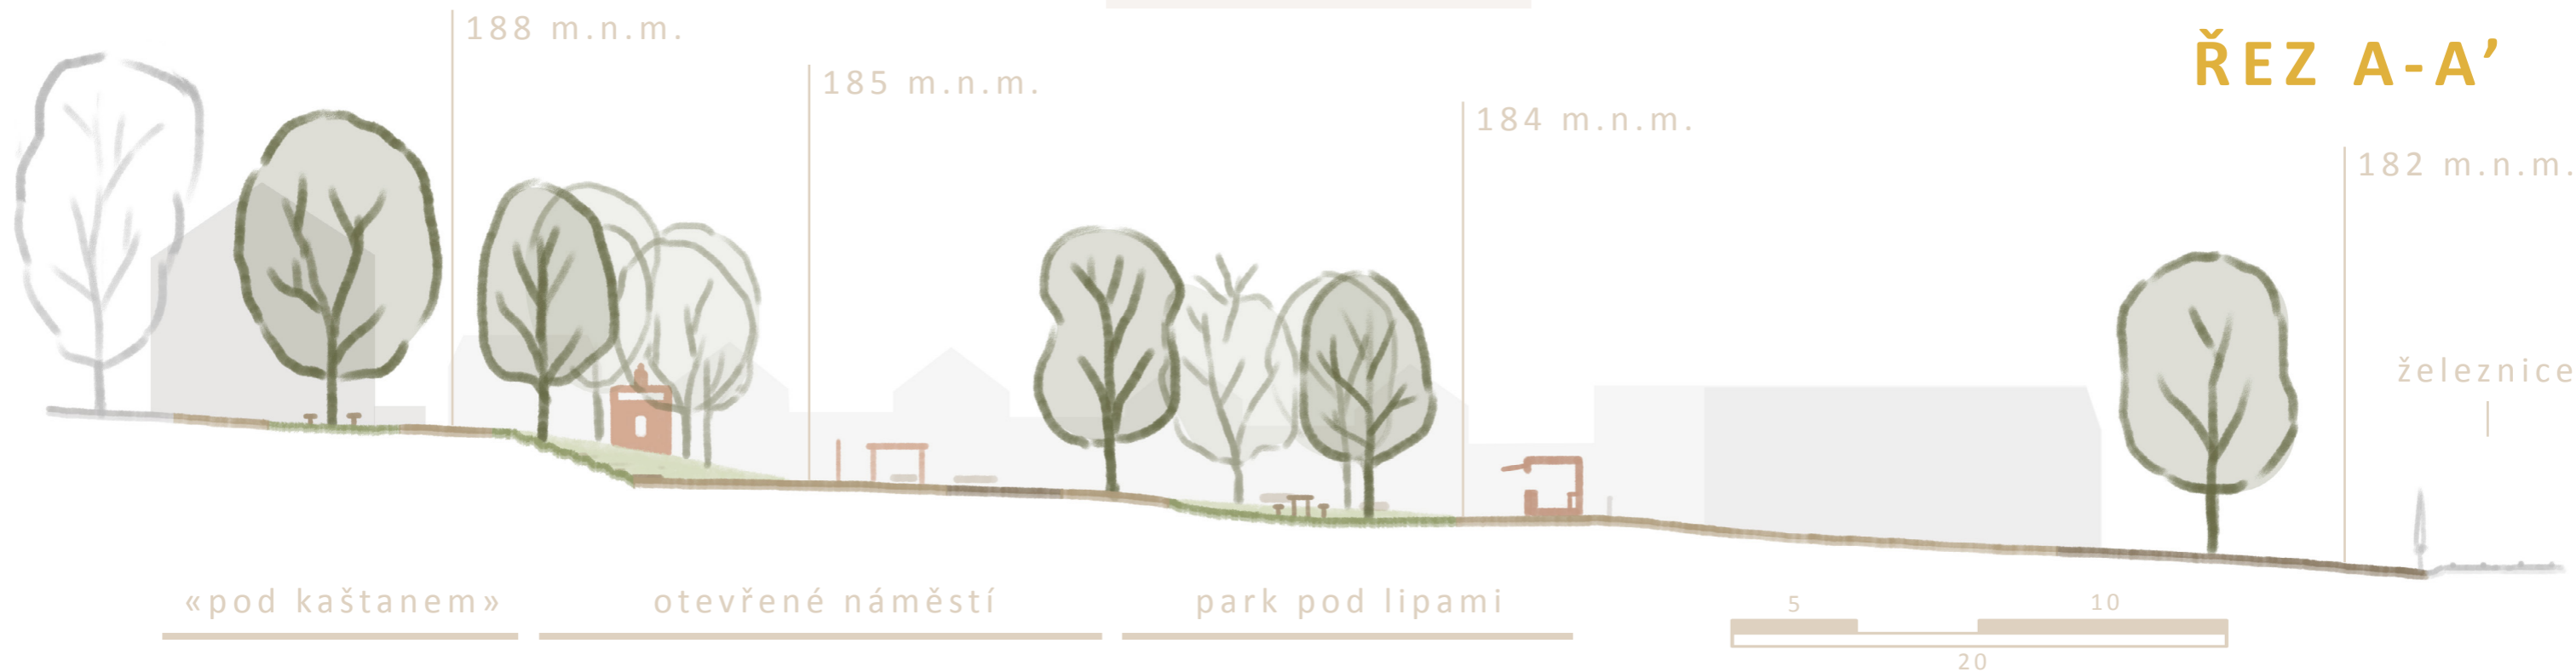 ŘEZ A-A’
188 m.n.m.
185 m.n.m.
184 m.n.m.
182 m.n.m.
železnice
«pod kaštanem»
otevřené náměstí
park pod lipami
5
10
20